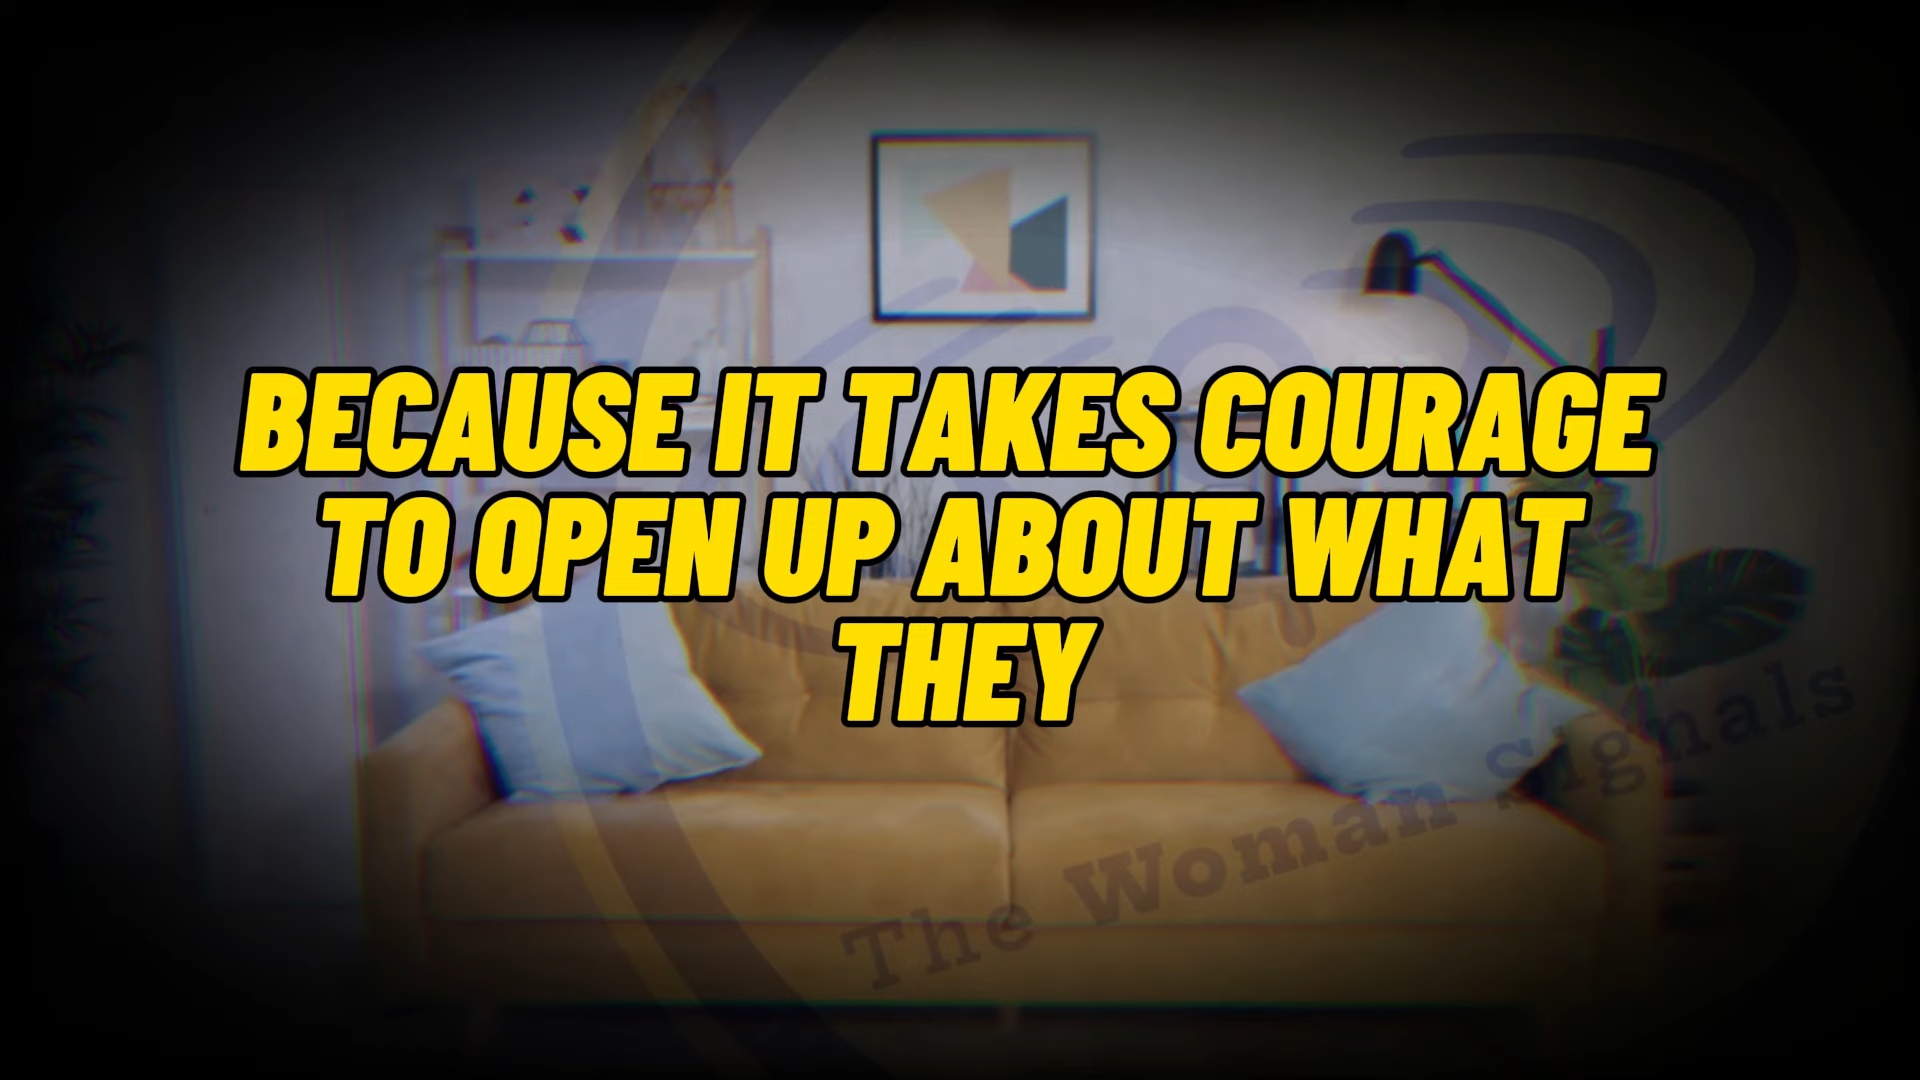 BECAUSE IT TAKES COURAGE
TO OPEN UP ABOUT WHAT
THEY
The Woman Signals